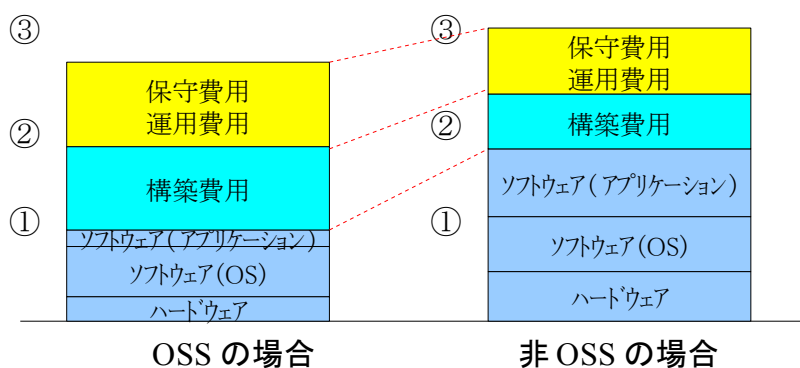 ③
保守費用
運用費用
②
構築費用
①
ソフトウェア(アプリケーション)
ソフトウェア(OS)
ハードウェア
OSS の場合
③
保守費用
運用費用
②
構築費用
ソフトウェア(アプリケーション)
①
ソフトウェア(OS)
ハードウェア
非 OSS の場合